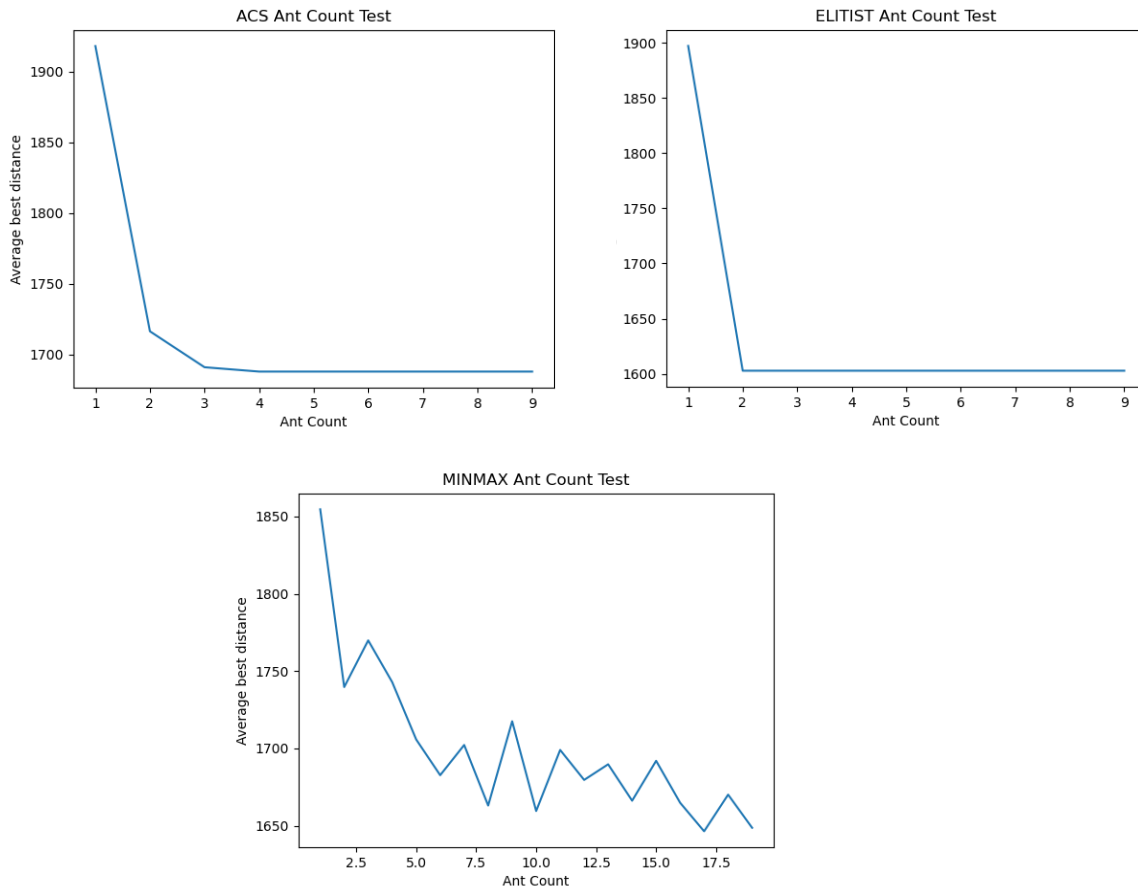 ACS Ant Count Test
Average best distance
1900
1850
1800
1750
1700
1 2 3 4 5 6 7 8 9
Ant Count
ELITIST Ant Count Test
1900
1850
1800
1750
1700
1650
1600
1 2 3 4 5 6 7 8 9
Ant Count
MINMAX Ant Count Test
Average best distance
1850
1800
1750
1700
1650
2.5 5.0 7.5 10.0 12.5 15.0 17.5
Ant Count